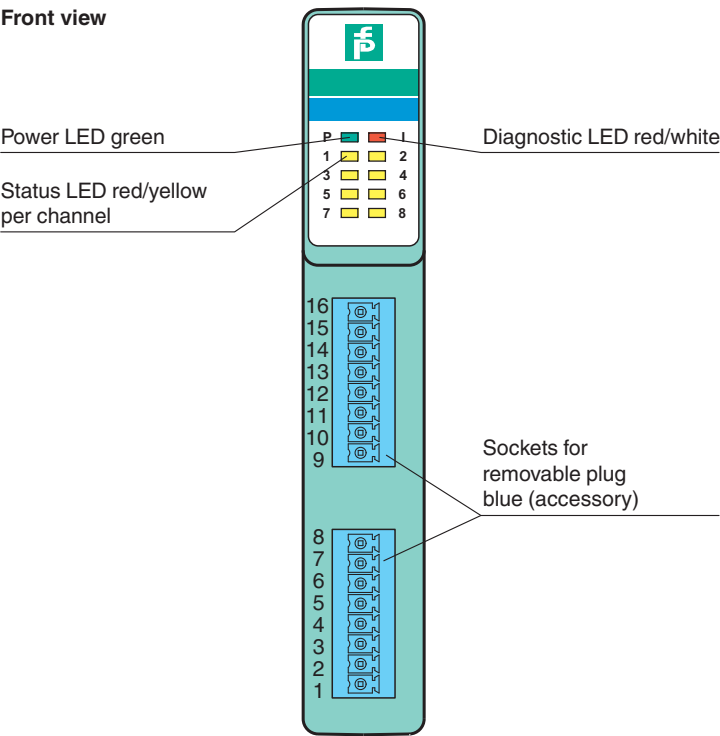 Front view
Power LED green
P I
Diagnostic LED red/white
1 2
Status LED red/yellow
per channel
3 4
5 6
7 8
16
15
14
13
12
11
10
9
Sockets for
removable plug
blue (accessory)
8
7
6
5
4
3
2
1